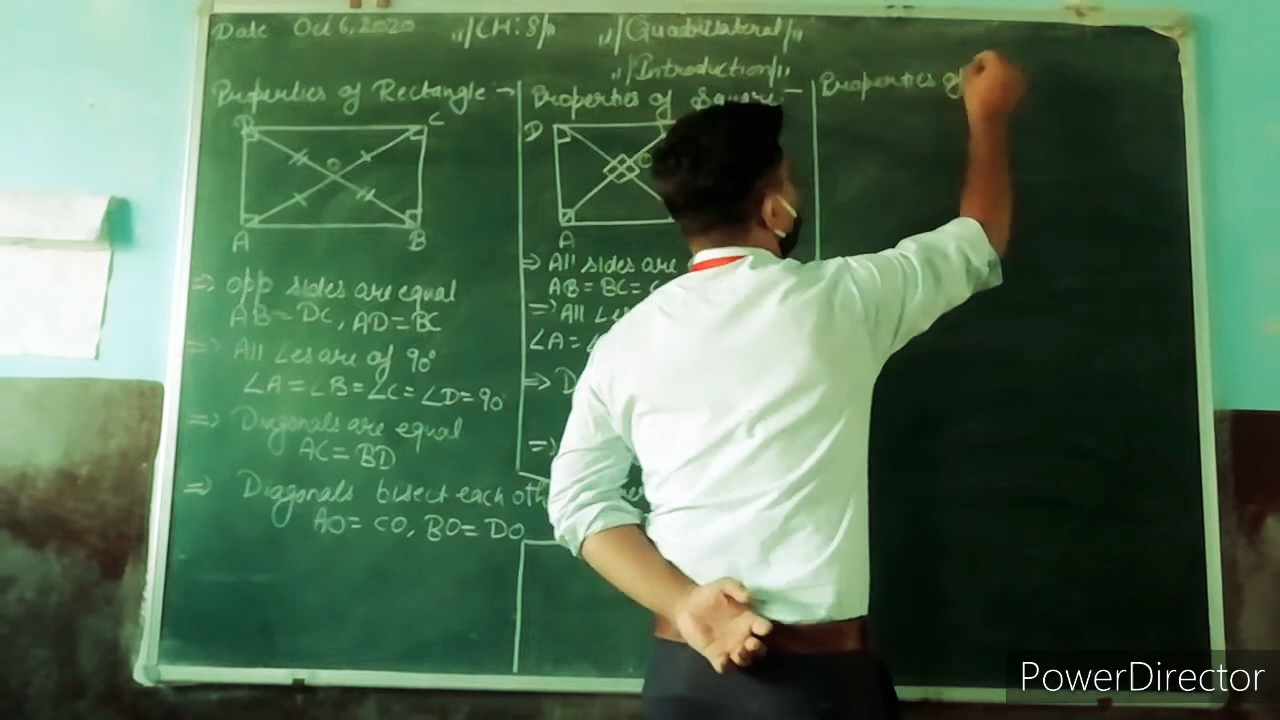 Date Oct 6, 2020 //CH:8// //Quadrilateral//
//Introduction//
Properties of Rectangle:→
D C
O
A B
⇒ opp sides are equal
AB = DC, AD = BC
⇒ All ∠es are of 90°
∠A = ∠B = ∠C = ∠D = 90
⇒ Diagonals are equal
AC = BD
⇒ Diagonals bisect each oth
AO = CO, BO = DO
Properties of Square:-
D
O
A
⇒ All sides are
AB = BC =
⇒ All ∠es
∠A =
⇒ D
⇒
Properties of
PowerDirector